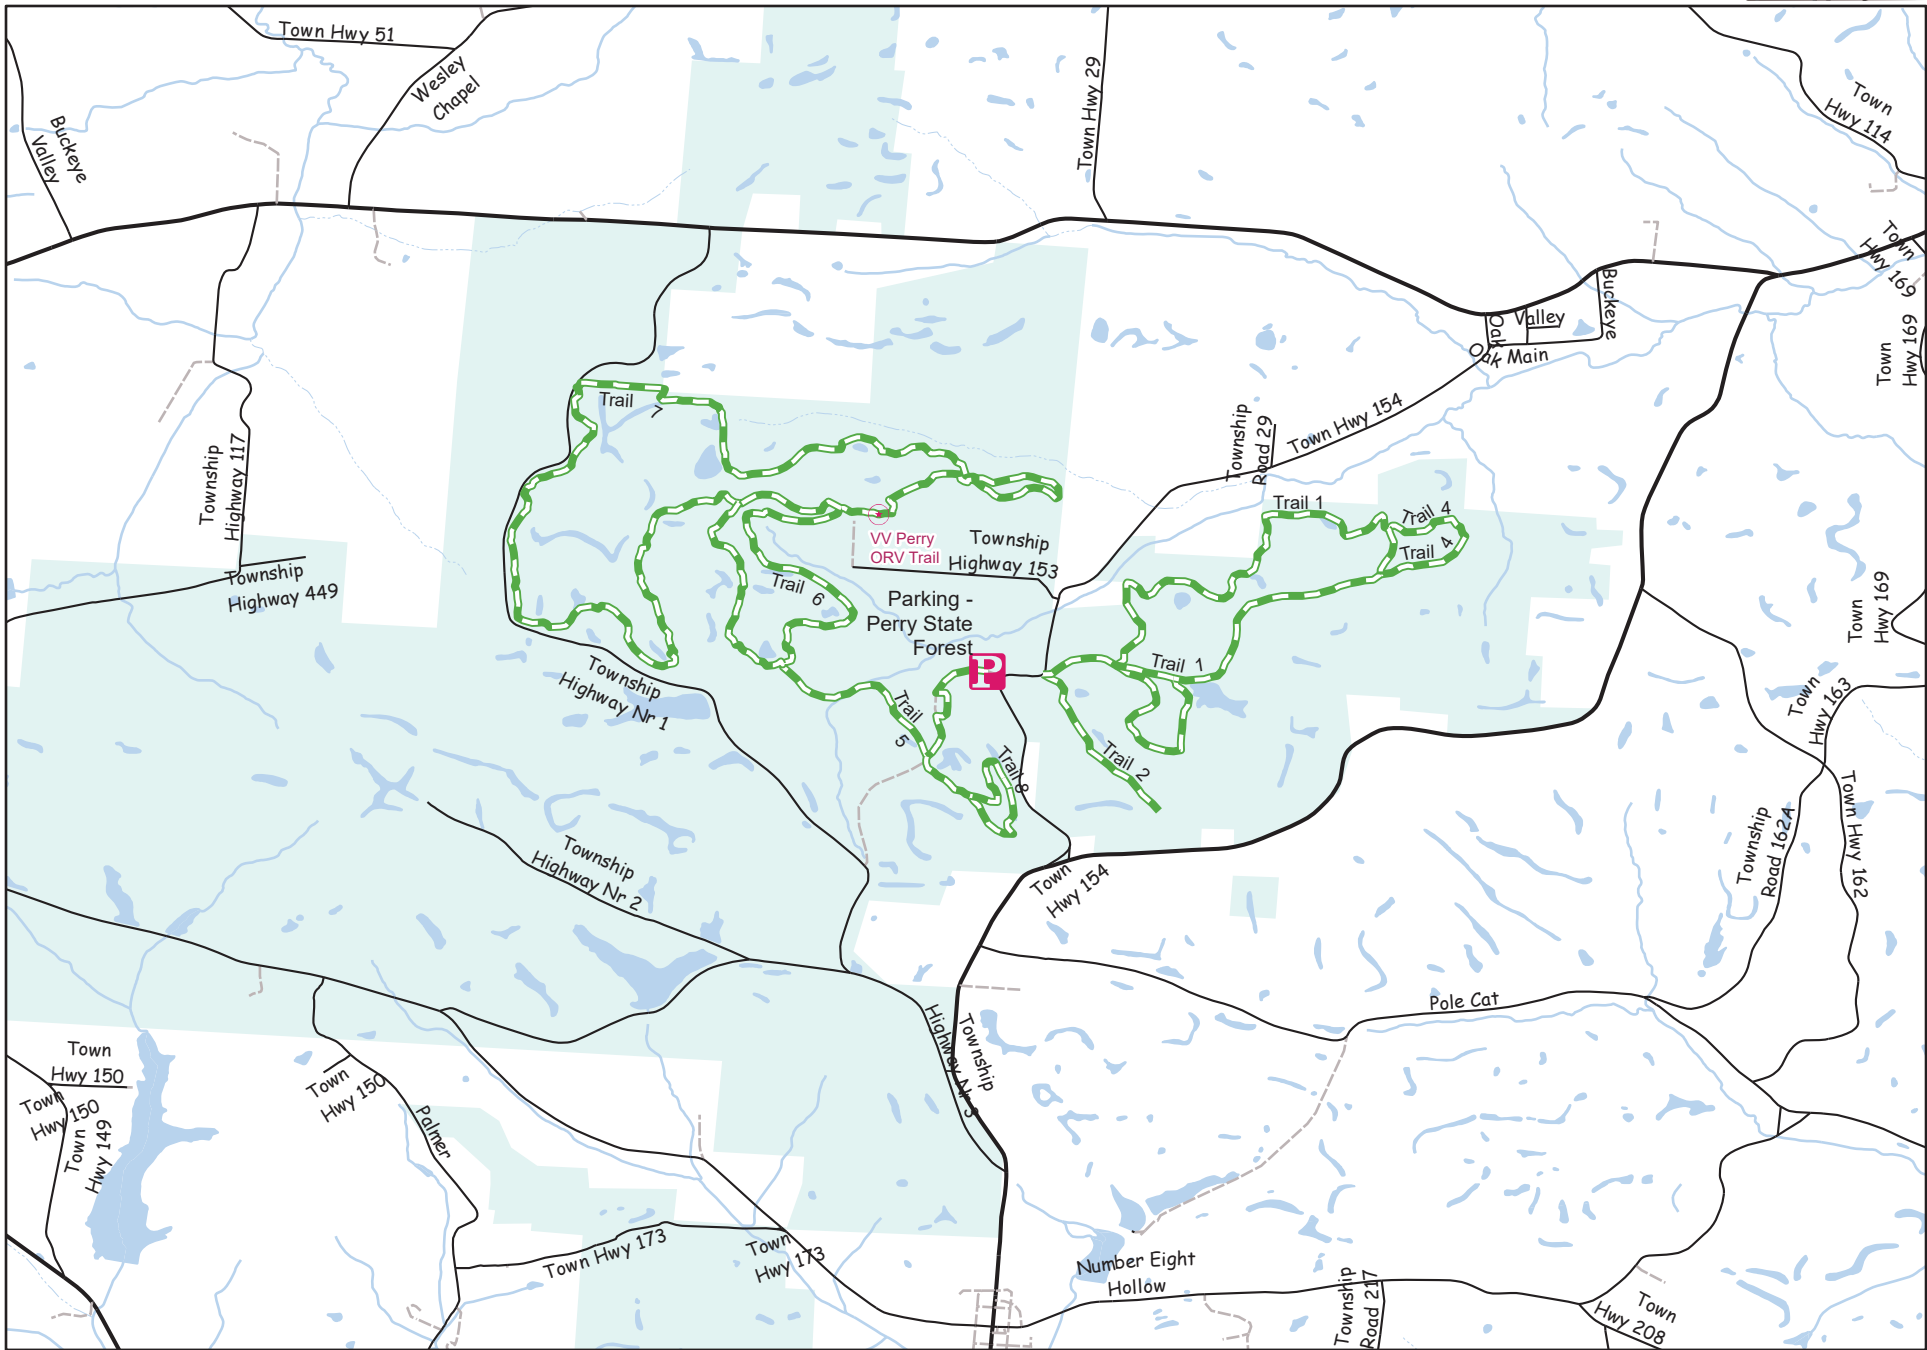 Town Hwy 51
Wesley
Chapel
Buckeye
Valley
Town Hwy 29
Town
Hwy 114
Town
Hwy 169
Town
Hwy 169
Buckeye
Valley
Oak
Oak Main
Town Hwy 154
Township
Road 29
Township
Highway 117
Trail 7
Trail 1
Trail 4
Trail 4
VV Perry
ORV Trail
Township
Highway 153
Township
Highway 449
Trail 6
Parking -
Perry State
Forest
P
Trail 1
Town
Hwy 169
Township
Highway Nr 1
Trail 5
Trail 8
Trail 2
Town
Hwy 163
Township
Road 162A
Town Hwy 162
Township
Highway Nr 2
Town
Hwy 154
Pole Cat
Township
Highway Nr 3
Town
Hwy 150
Town
Hwy 150
Town
Hwy 149
Town
Hwy 150
Palmer
Town Hwy 173
Town
Hwy 173
Number Eight
Hollow
Township
Road 217
Town
Hwy 208